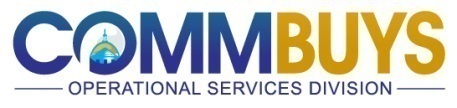 COMMBUYS
OPERATIONAL SERVICES DIVISION